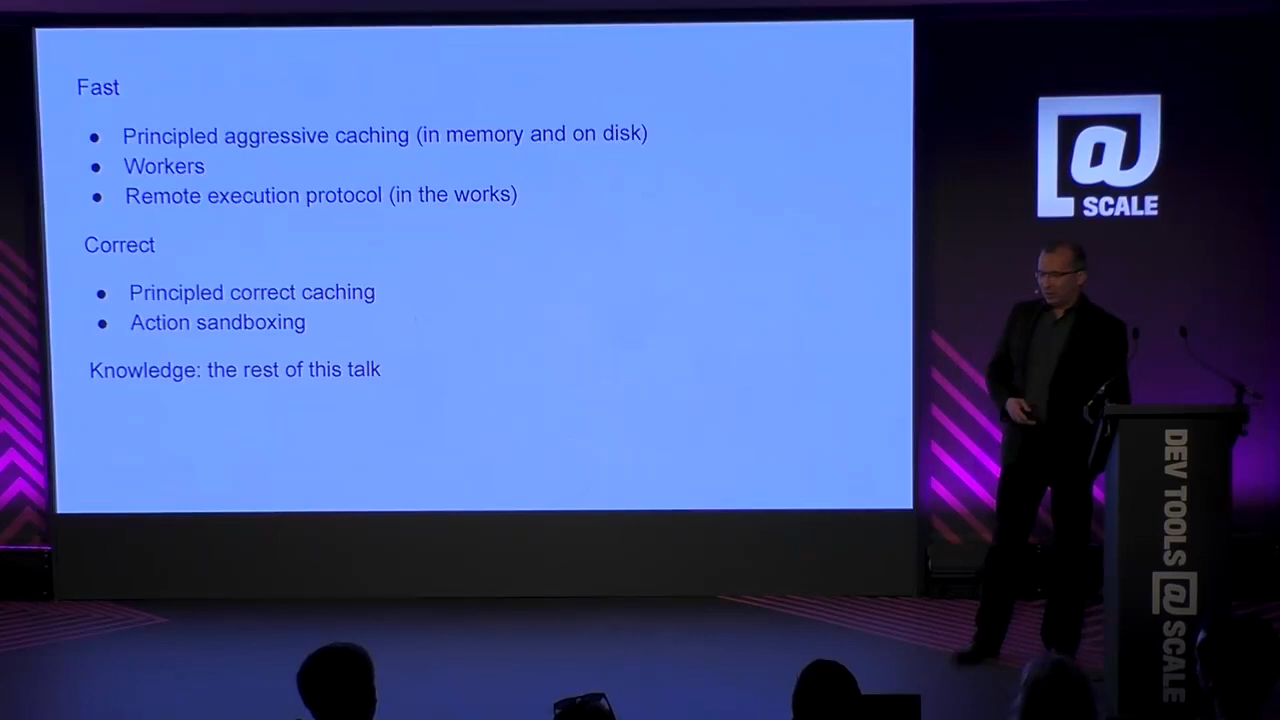 Fast
● Principled aggressive caching (in memory and on disk)
● Workers
● Remote execution protocol (in the works)
Correct
● Principled correct caching
● Action sandboxing
Knowledge: the rest of this talk
@
SCALE
DEV TOOLS @ SCALE